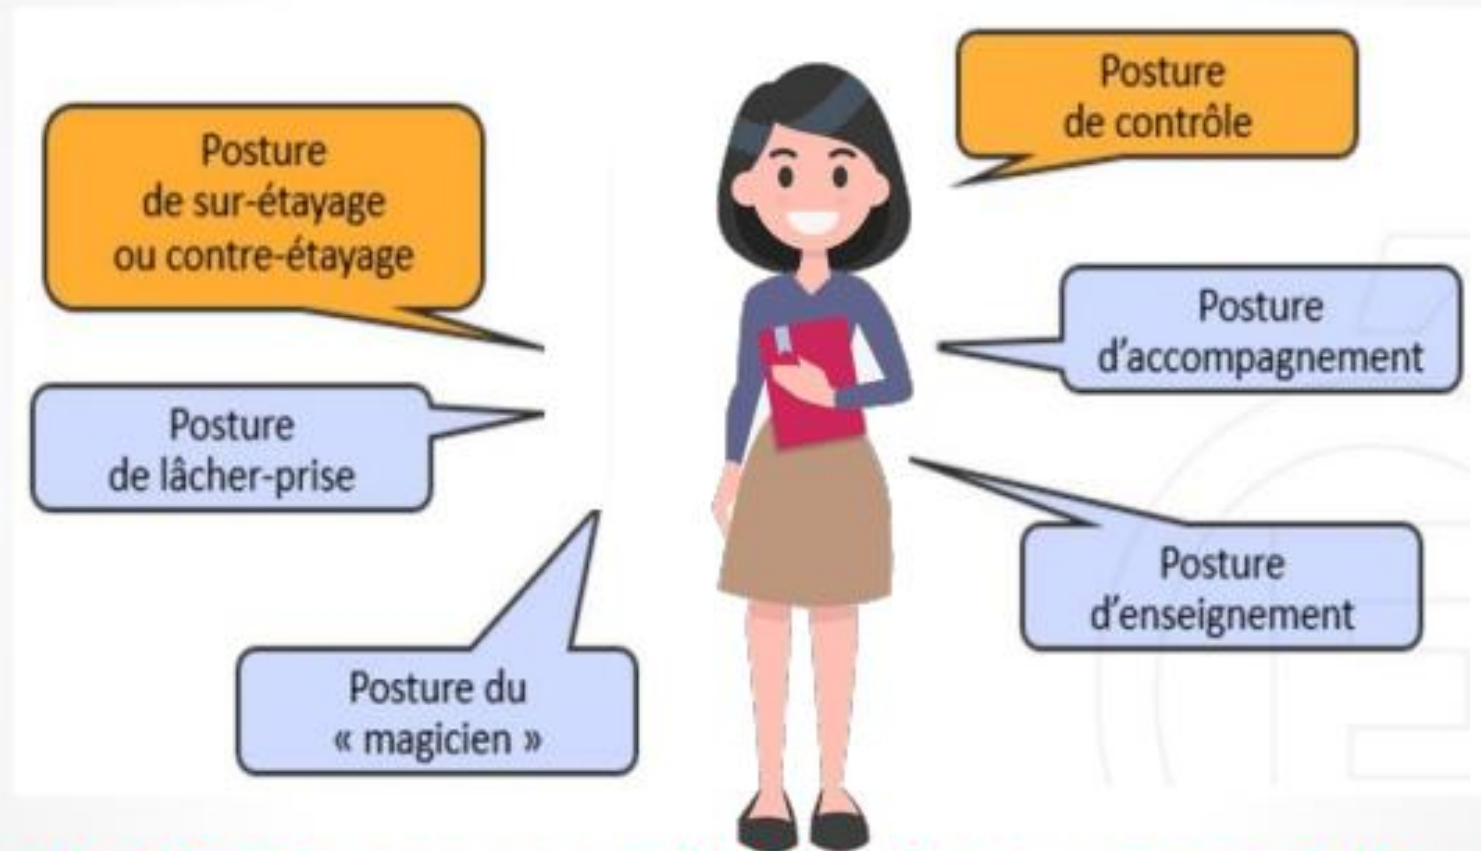 Posture
de contrôle
Posture
de sur-étayage
ou contre-étayage
Posture
d'accompagnement
Posture
de lâcher-prise
Posture
d'enseignement
Posture du
« magicien »